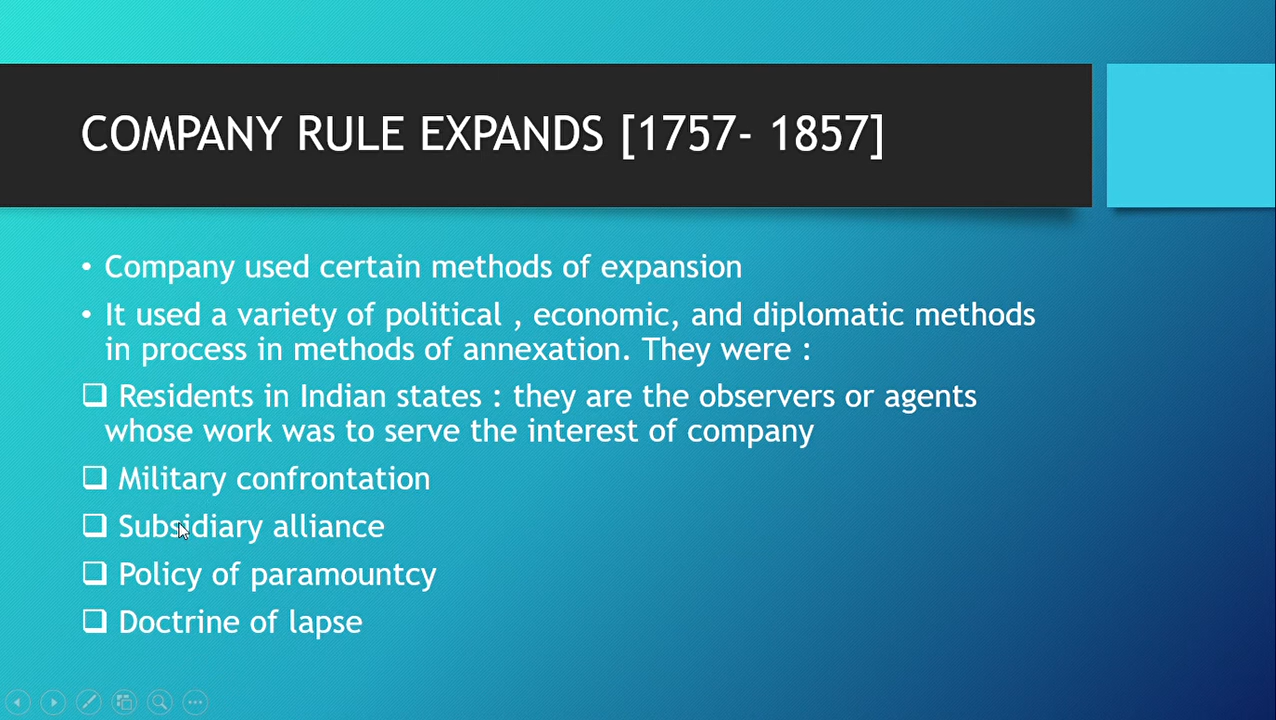 COMPANY RULE EXPANDS [1757- 1857]
• Company used certain methods of expansion
• It used a variety of political , economic, and diplomatic methods
in process in methods of annexation. They were :
❑ Residents in Indian states : they are the observers or agents
whose work was to serve the interest of company
❑ Military confrontation
❑ Subsidiary alliance
❑ Policy of paramountcy
❑ Doctrine of lapse